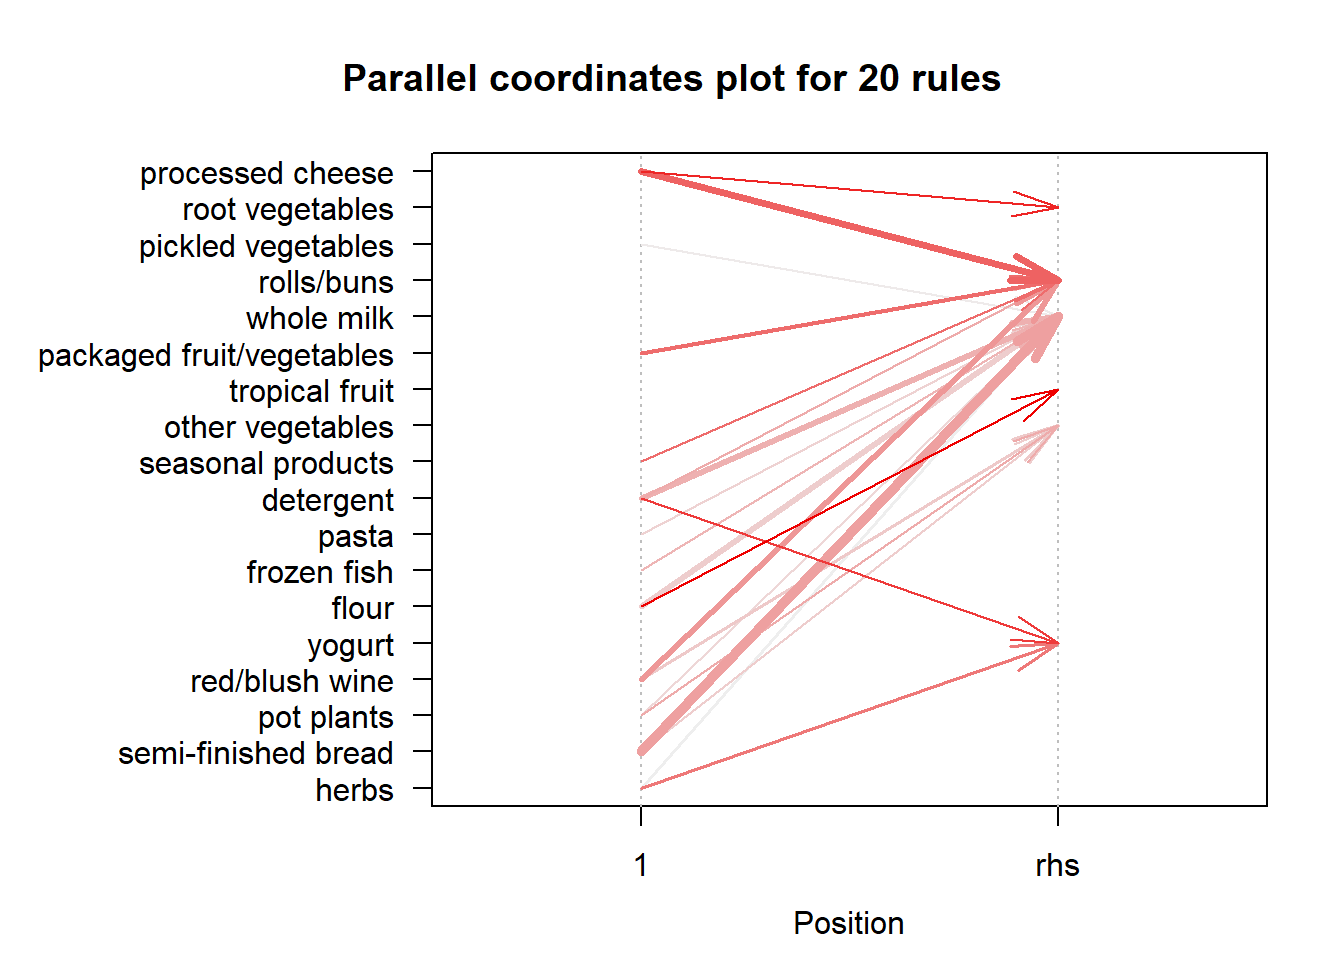 Parallel coordinates plot for 20 rules
processed cheese
root vegetables
pickled vegetables
rolls/buns
whole milk
packaged fruit/vegetables
tropical fruit
other vegetables
seasonal products
detergent
pasta
frozen fish
flour
yogurt
red/blush wine
pot plants
semi-finished bread
herbs
1 rhs
Position